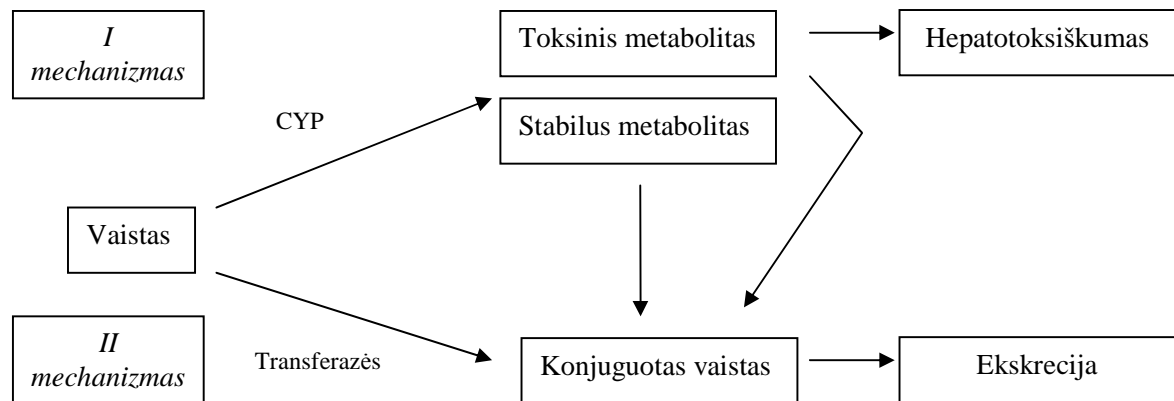 I
mechanizmas
Toksinis metabolitas
Hepatotoksiškumas
CYP
Stabilus metabolitas
Vaistas
II
mechanizmas
Transferazės
Konjuguotas vaistas
Ekskrecija